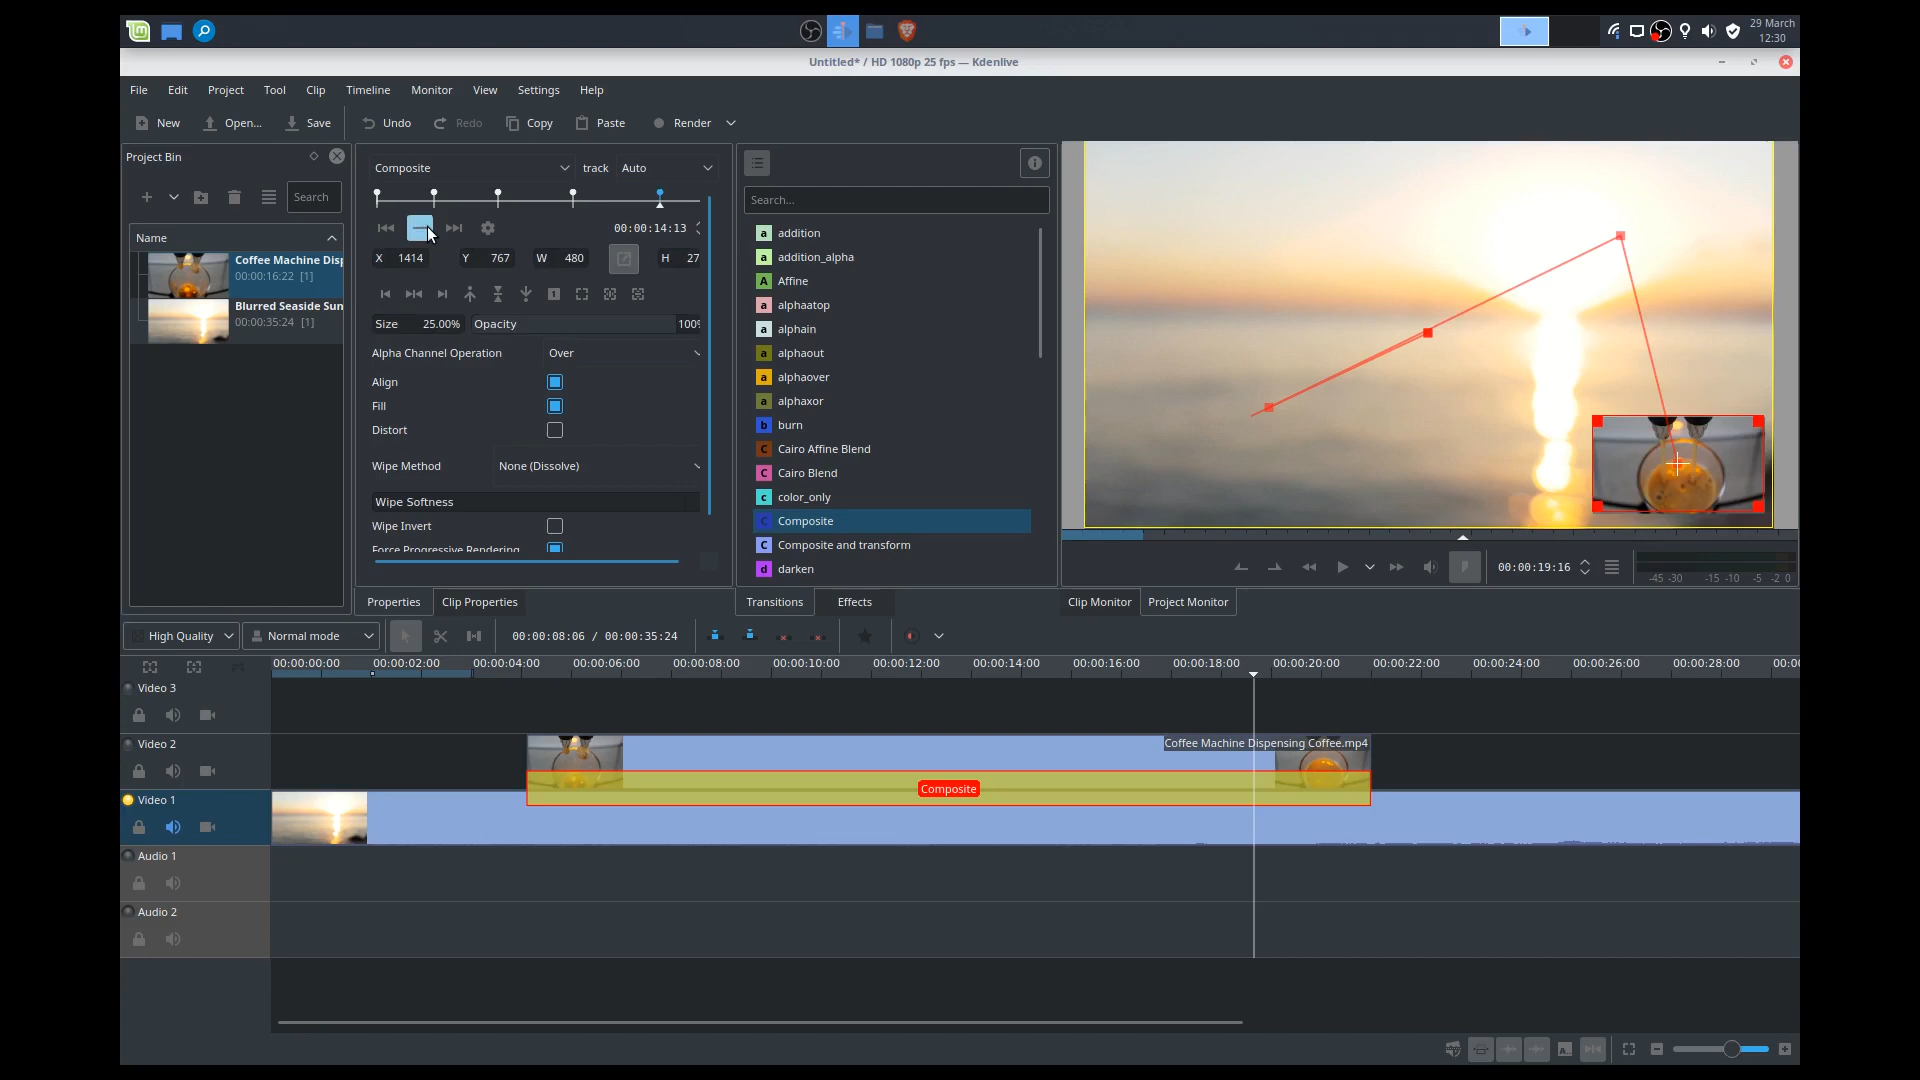 29 March
12:30
Untitled* / HD 1080p 25 fps — Kdenlive
File Edit Project Tool Clip Timeline Monitor View Settings Help
New Open... Save Undo Redo Copy Paste Render
Project Bin
Search
Name
Coffee Machine Disp
00:00:16:22 [1]
Blurred Seaside Sun
00:00:35:24 [1]
Composite track Auto
00:00:14:13
X 1414 Y 767 W 480 H 27
Size 25.00% Opacity 100%
Alpha Channel Operation Over
Align
Fill
Distort
Wipe Method None (Dissolve)
Wipe Softness
Wipe Invert
Force Progressive Rendering
Properties Clip Properties
Search...
a addition
a addition_alpha
A Affine
a alphaatop
a alphain
a alphaout
a alphaover
a alphaxor
b burn
C Cairo Affine Blend
C Cairo Blend
c color_only
C Composite
C Composite and transform
d darken
Transitions Effects
00:00:19:16
-45 -30 -15 -10 -5 -2 0
Clip Monitor Project Monitor
High Quality Normal mode 00:00:08:06 / 00:00:35:24
00:00:00:00 00:00:02:00 00:00:04:00 00:00:06:00 00:00:08:00 00:00:10:00 00:00:12:00 00:00:14:00 00:00:16:00 00:00:18:00 00:00:20:00 00:00:22:00 00:00:24:00 00:00:26:00 00:00:28:00 00:0
Video 3
Video 2
Coffee Machine Dispensing Coffee.mp4
Composite
Video 1
Audio 1
Audio 2